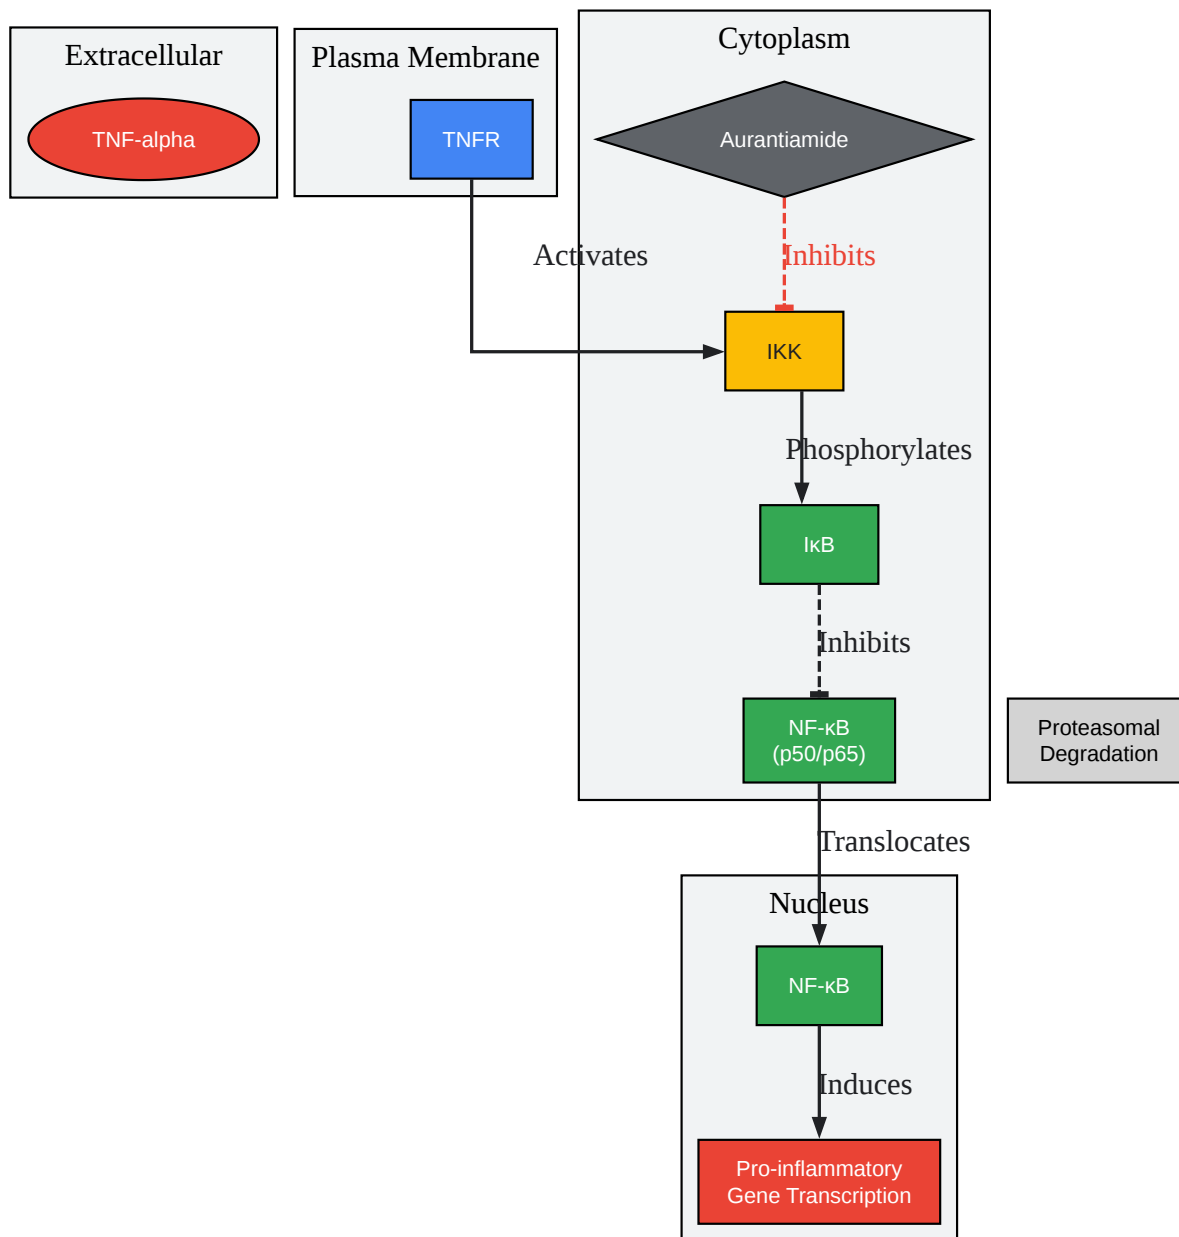 Extracellular
Plasma Membrane
Cytoplasm
TNF-alpha
TNFR
Aurantiamide
Activates
Inhibits
IKK
Phosphorylates
IκB
Inhibits
NF-κB
(p50/p65)
Proteasomal
Degradation
Translocates
Nucleus
NF-κB
Induces
Pro-inflammatory
Gene Transcription